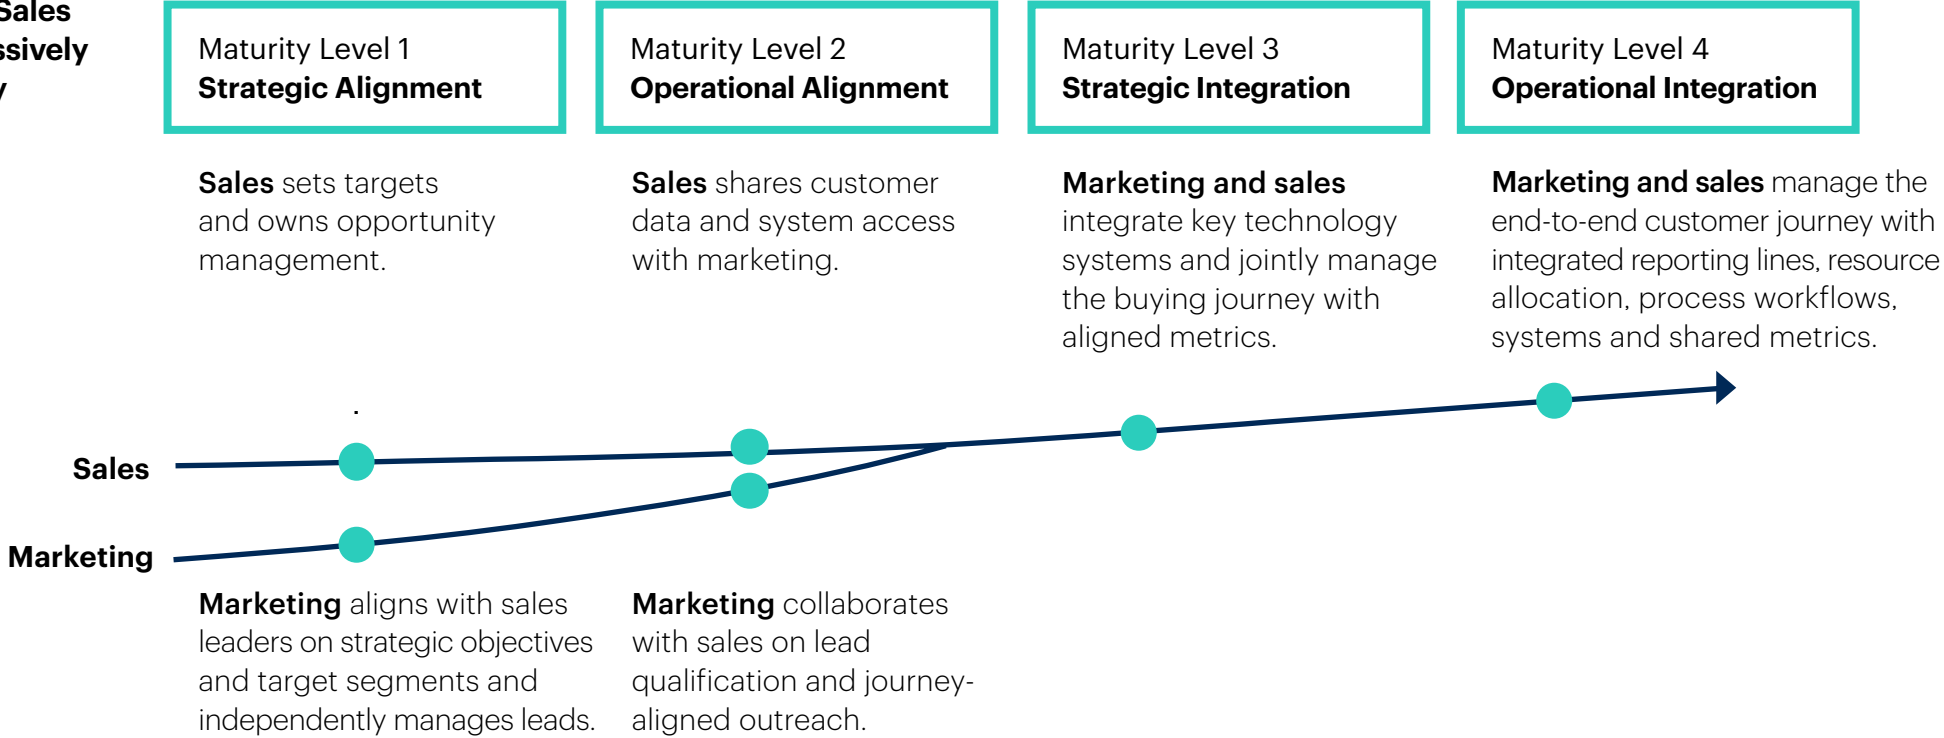 Sales
Maturity Level 1
Strategic Alignment
Maturity Level 2
Operational Alignment
Maturity Level 3
Strategic Integration
Maturity Level 4
Operational Integration
Sales sets targets
and owns opportunity
management.
Sales shares customer
data and system access
with marketing.
Marketing and sales
integrate key technology
systems and jointly manage
the buying journey with
aligned metrics.
Marketing and sales manage the
end-to-end customer journey with
integrated reporting lines, resource
allocation, process workflows,
systems and shared metrics.
.
Sales
Marketing
Marketing aligns with sales
leaders on strategic objectives
and target segments and
independently manages leads.
Marketing collaborates
with sales on lead
qualification and journey-
aligned outreach.